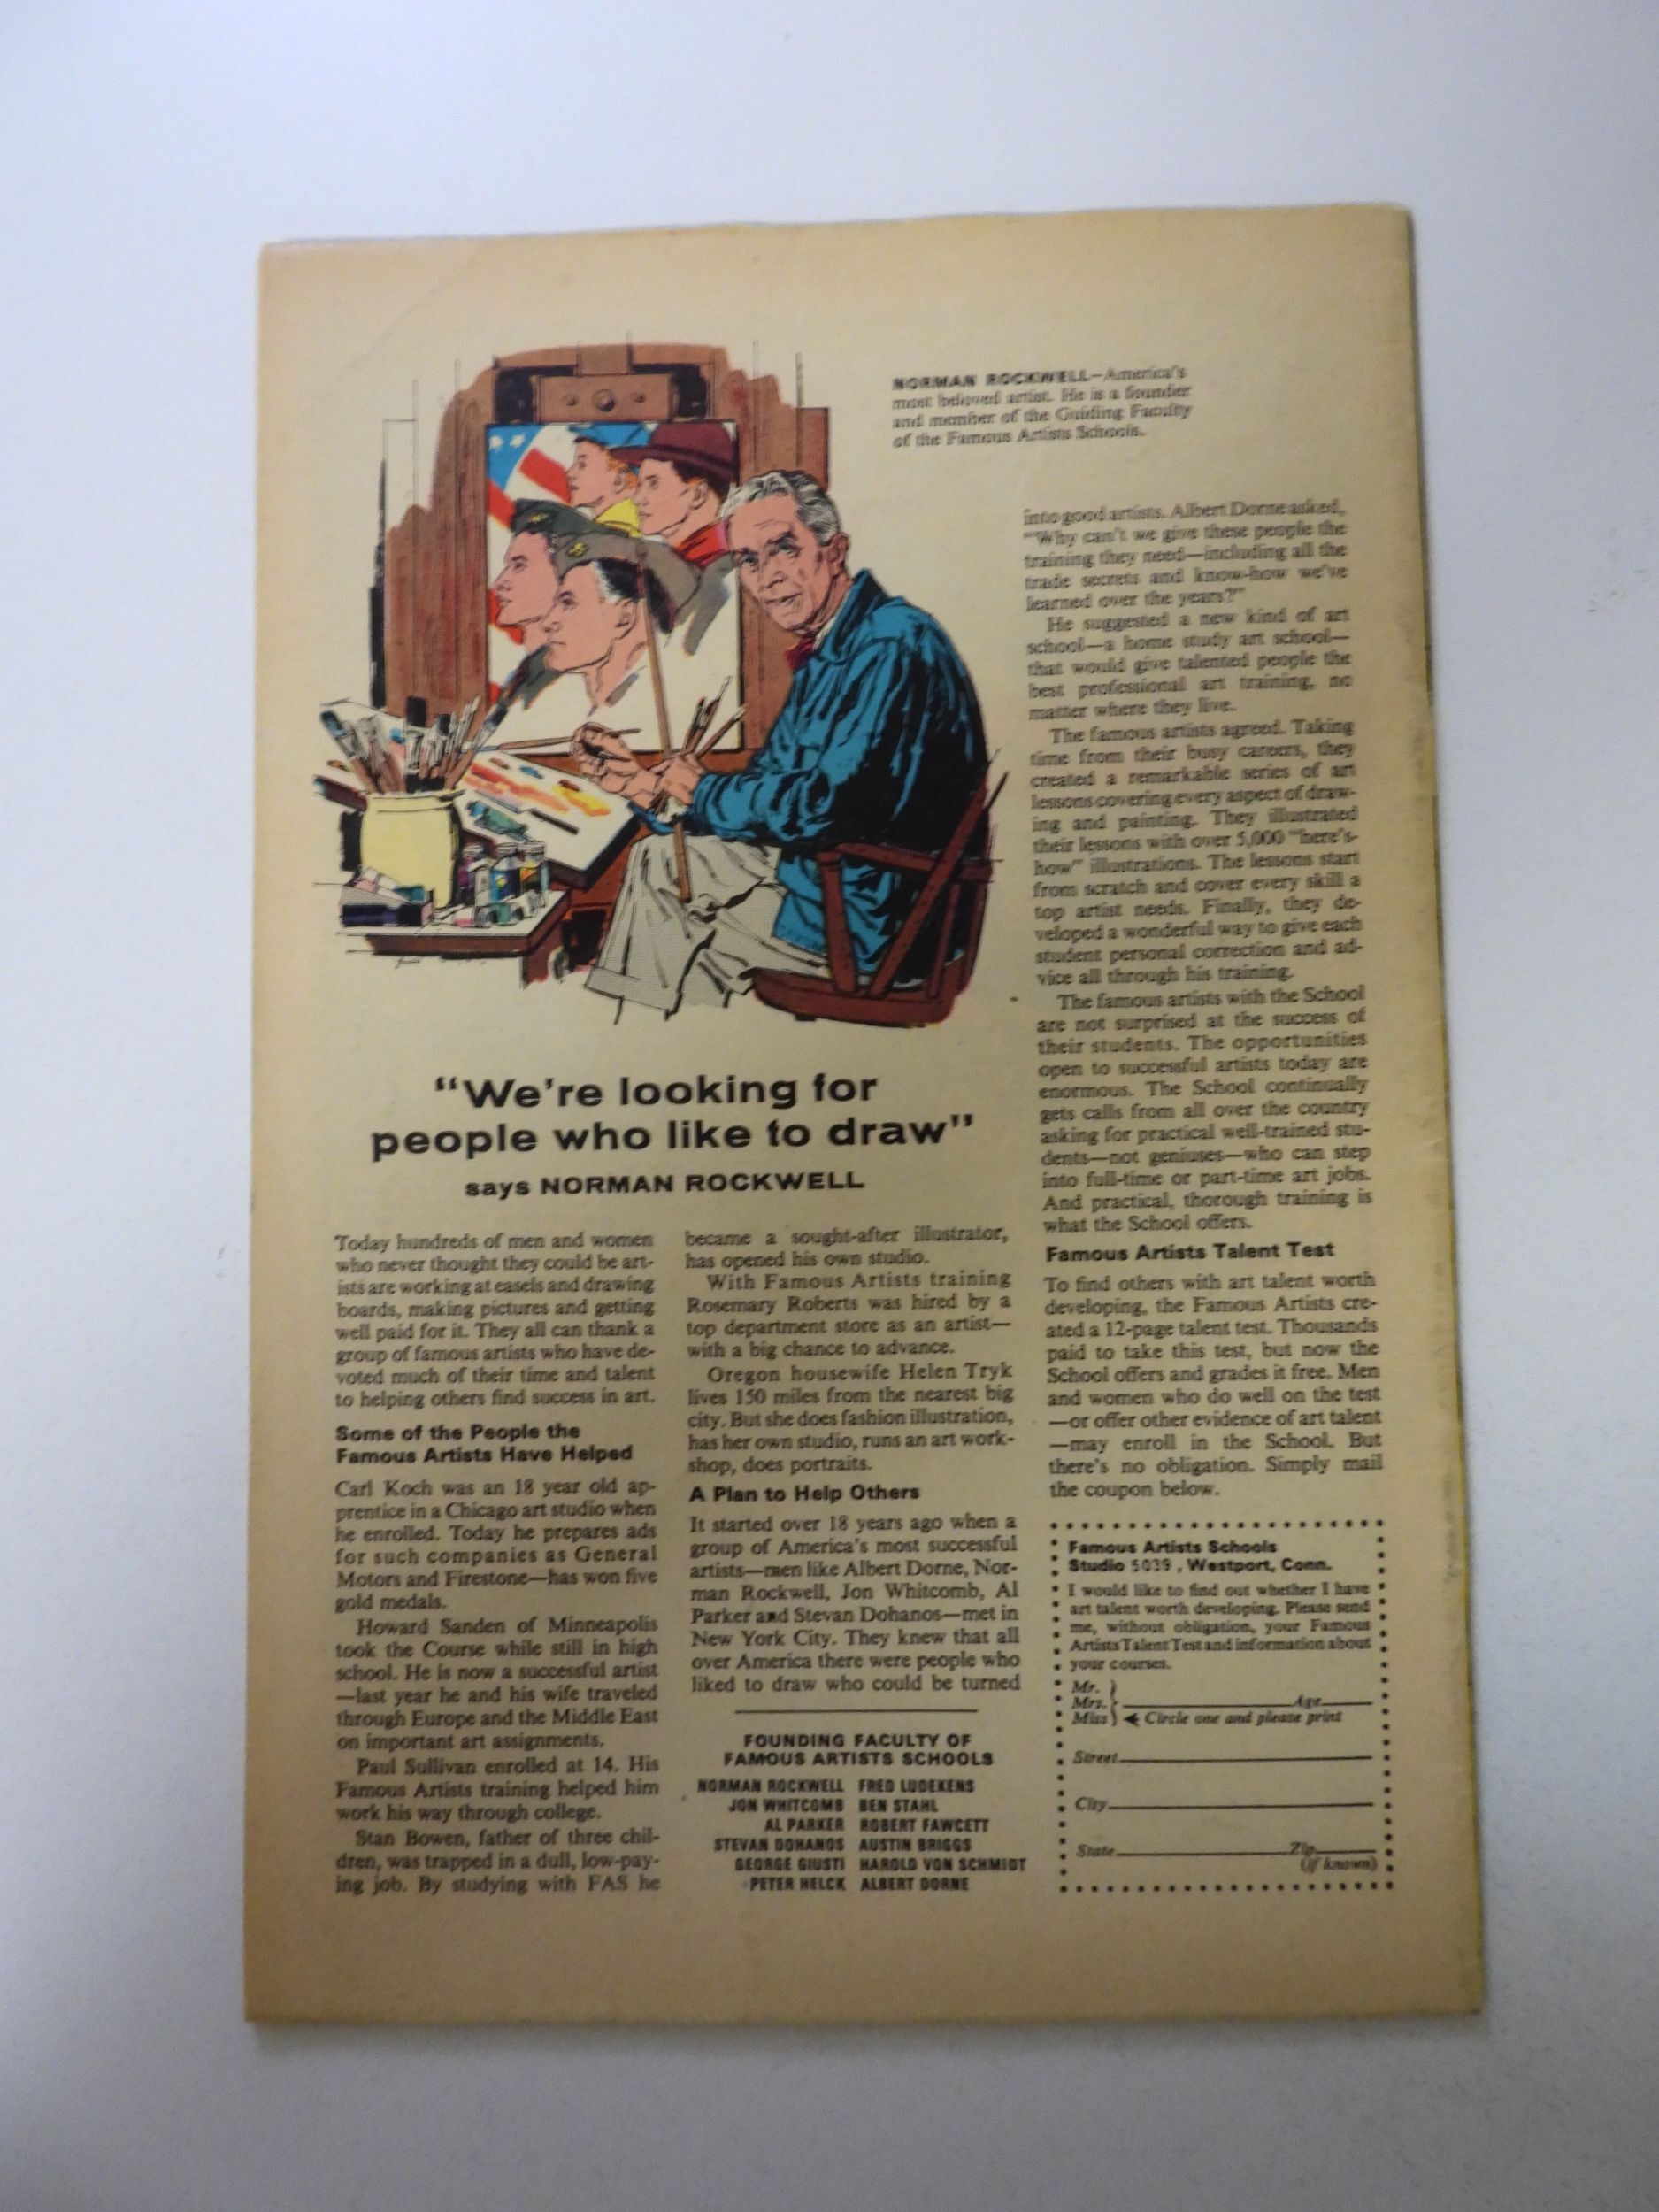 NORMAN ROCKWELL—America's
most beloved artist. He is a founder
and member of the Guiding Faculty
of the Famous Artists Schools.
"We're looking for
people who like to draw"
says NORMAN ROCKWELL
Today hundreds of men and women
who never thought they could be art-
ists are working at easels and drawing
boards, making pictures and getting
well paid for it. They all can thank a
group of famous artists who have de-
voted much of their time and talent
to helping others find success in art.
Some of the People the
Famous Artists Have Helped
Carl Koch was an 18 year old ap-
prentice in a Chicago art studio when
he enrolled. Today he prepares ads
for such companies as General
Motors and Firestone—has won five
gold medals.
Howard Sanden of Minneapolis
took the Course while still in high
school. He is now a successful artist
—last year he and his wife traveled
through Europe and the Middle East
on important art assignments.
Paul Sullivan enrolled at 14. His
Famous Artists training helped him
work his way through college.
Stan Bowen, father of three chil-
dren, was trapped in a dull, low-pay-
ing job. By studying with FAS he
became a sought-after illustrator,
has opened his own studio.
With Famous Artists training
Rosemary Roberts was hired by a
top department store as an artist—
with a big chance to advance.
Oregon housewife Helen Tryk
lives 150 miles from the nearest big
city. But she does fashion illustration,
has her own studio, runs an art work-
shop, does portraits.
A Plan to Help Others
It started over 18 years ago when a
group of America's most successful
artists—men like Albert Dorne, Nor-
man Rockwell, Jon Whitcomb, Al
Parker and Stevan Dohanos—met in
New York City. They knew that all
over America there were people who
liked to draw who could be turned
FOUNDING FACULTY OF
FAMOUS ARTISTS SCHOOLS
NORMAN ROCKWELL FRED LUDEKENS
JON WHITCOMB BEN STAHL
AL PARKER ROBERT FAWCETT
STEVAN DOHANOS AUSTIN BRIGGS
GEORGE GIUSTI HAROLD VON SCHMIDT
PETER HELCK ALBERT DORNE
into good artists. Albert Dorne asked,
"Why can't we give these people the
training they need—including all the
trade secrets and know-how we've
learned over the years?"
He suggested a new kind of art
school—a home study art school—
that would give talented people the
best professional art training, no
matter where they live.
The famous artists agreed. Taking
time from their busy careers, they
created a remarkable series of art
lessons covering every aspect of draw-
ing and painting. They illustrated
their lessons with over 5,000 "here's-
how" illustrations. The lessons start
from scratch and cover every skill a
top artist needs. Finally, they de-
veloped a wonderful way to give each
student personal correction and ad-
vice all through his training.
The famous artists with the School
are not surprised at the success of
their students. The opportunities
open to successful artists today are
enormous. The School continually
gets calls from all over the country
asking for practical well-trained stu-
dents—not geniuses—who can step
into full-time or part-time art jobs.
And practical, thorough training is
what the School offers.
Famous Artists Talent Test
To find others with art talent worth
developing, the Famous Artists cre-
ated a 12-page talent test. Thousands
paid to take this test, but now the
School offers and grades it free. Men
and women who do well on the test
—or offer other evidence of art talent
—may enroll in the School. But
there's no obligation. Simply mail
the coupon below.
Famous Artists Schools
Studio 5039, Westport, Conn.
I would like to find out whether I have
art talent worth developing. Please send
me, without obligation, your Famous
Artists Talent Test and information about
your courses.
Mr.
Mrs. Age
Miss Circle one and please print
Street
City
State Zip
(if known)